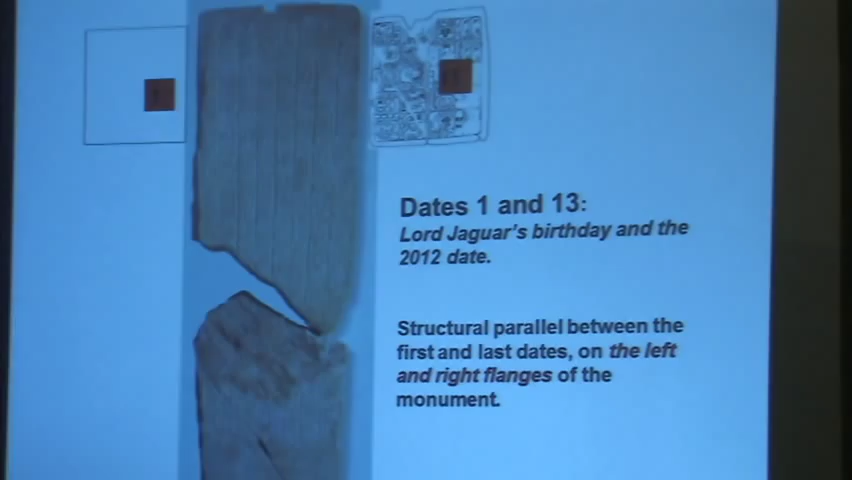 Dates 1 and 13:
Lord Jaguar's birthday and the
2012 date.
Structural parallel between the
first and last dates, on the left
and right flanges of the
monument.